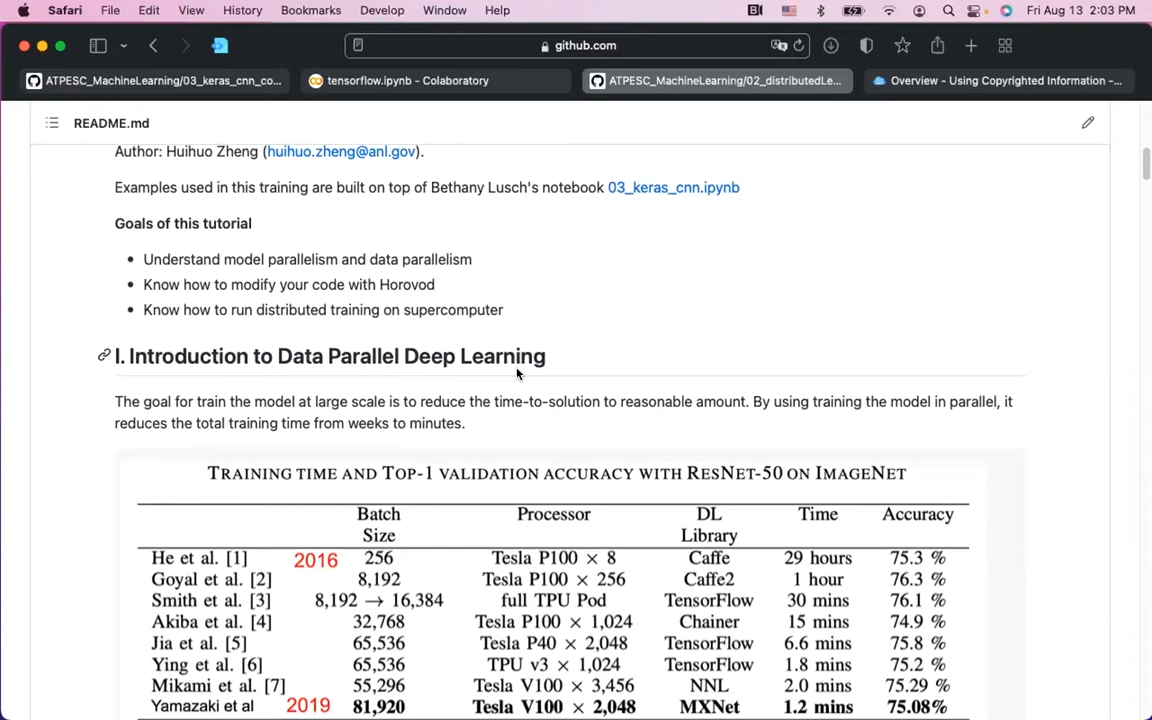 Safari File Edit View History Bookmarks Develop Window Help Fri Aug 13 2:03 PM
github.com
ATPESC_MachineLearning/03_keras_cnn_co... tensorflow.ipynb - Colaboratory ATPESC_MachineLearning/02_distributedLe... Overview - Using Copyrighted Information -...
README.md
Author: Huihuo Zheng (huihuo.zheng@anl.gov).
Examples used in this training are built on top of Bethany Lusch's notebook 03_keras_cnn.ipynb
Goals of this tutorial
• Understand model parallelism and data parallelism
• Know how to modify your code with Horovod
• Know how to run distributed training on supercomputer
I. Introduction to Data Parallel Deep Learning
The goal for train the model at large scale is to reduce the time-to-solution to reasonable amount. By using training the model in parallel, it
reduces the total training time from weeks to minutes.
TRAINING TIME AND TOP-1 VALIDATION ACCURACY WITH RESNET-50 ON IMAGENET
Batch Processor DL Time Accuracy
Size Library
He et al. [1] 2016 256 Tesla P100 × 8 Caffe 29 hours 75.3 %
Goyal et al. [2] 8,192 Tesla P100 × 256 Caffe2 1 hour 76.3 %
Smith et al. [3] 8,192 → 16,384 full TPU Pod TensorFlow 30 mins 76.1 %
Akiba et al. [4] 32,768 Tesla P100 × 1,024 Chainer 15 mins 74.9 %
Jia et al. [5] 65,536 Tesla P40 × 2,048 TensorFlow 6.6 mins 75.8 %
Ying et al. [6] 65,536 TPU v3 × 1,024 TensorFlow 1.8 mins 75.2 %
Mikami et al. [7] 55,296 Tesla V100 × 3,456 NNL 2.0 mins 75.29 %
Yamazaki et al 2019 81,920 Tesla V100 × 2,048 MXNet 1.2 mins 75.08%